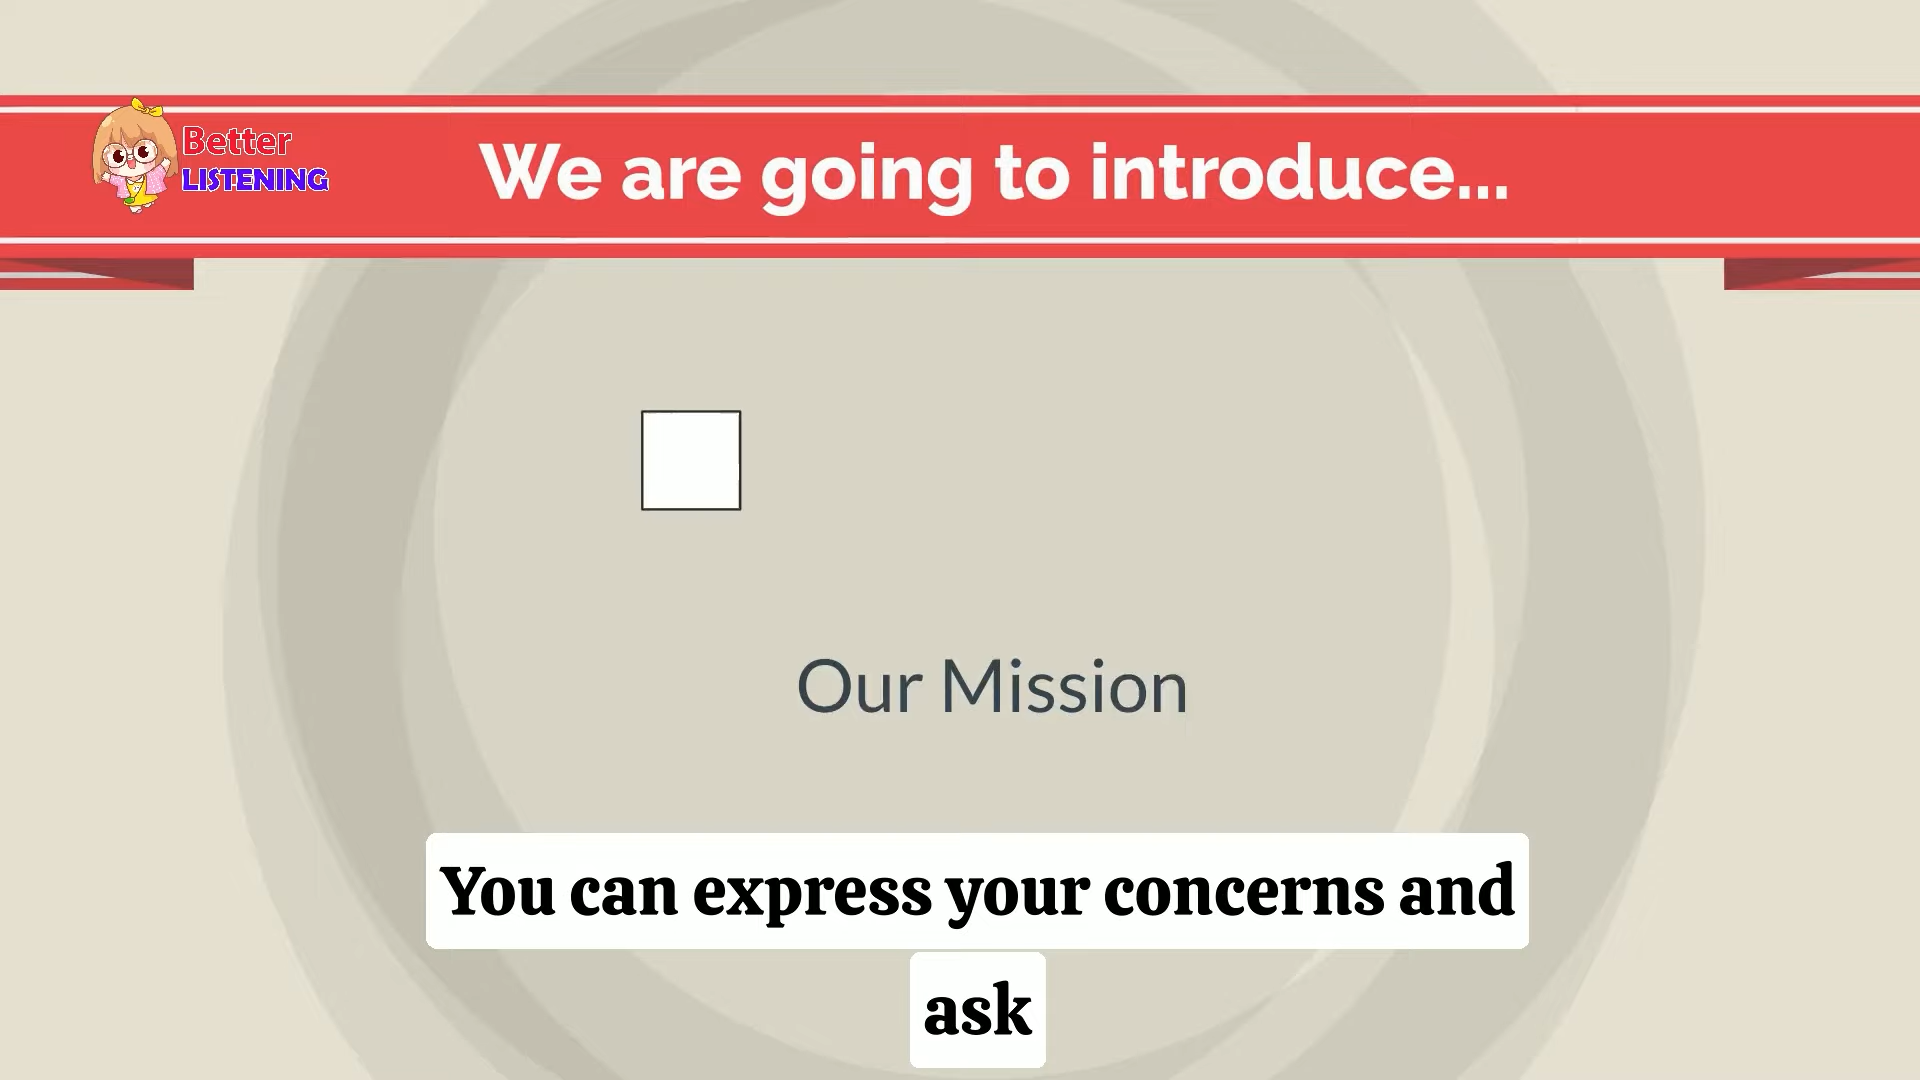 Better
LISTENING
We are going to introduce...
Our Mission
You can express your concerns and
ask